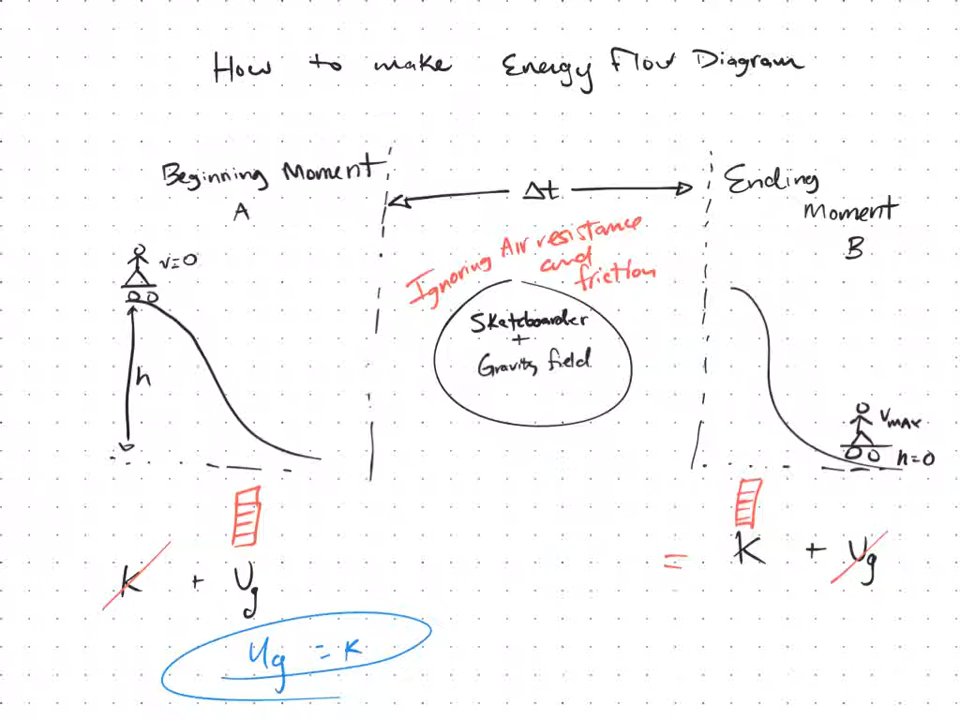 How to make Energy Flow Diagram
Beginning Moment
A
Δt
Ending
Moment
B
v=0
h
Ignoring Air resistance
and
friction
Skateboarder
+
Gravity field
VMAX
h=0
K + Ug
= K + Ug
Ug = K